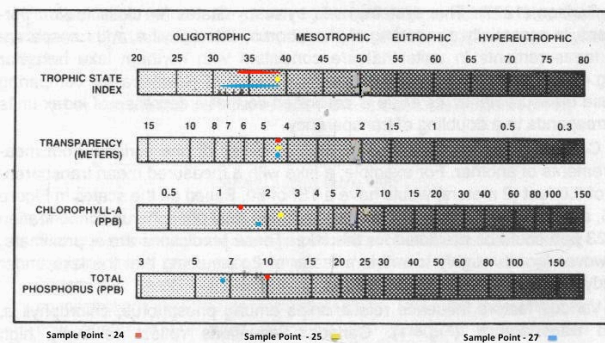 OLIGOTROPHIC MESOTROPHIC EUTROPHIC HYPEREUTROPHIC
20 25 30 35 40 45 50 55 60 65 70 75 80
TROPHIC STATE
INDEX
TRANSPARENCY
(METERS)
15 10 8 7 6 5 4 3 2 1.5 1 0.5 0.3
CHLOROPHYLL-A
(PPB)
0.5 1 2 3 4 5 7 10 15 20 30 40 60 80 100 150
TOTAL
PHOSPHORUS (PPB)
5 7 10 15 20 25 30 40 50 60 80 100 150
Sample Point - 24 Sample Point - 25 Sample Point - 27